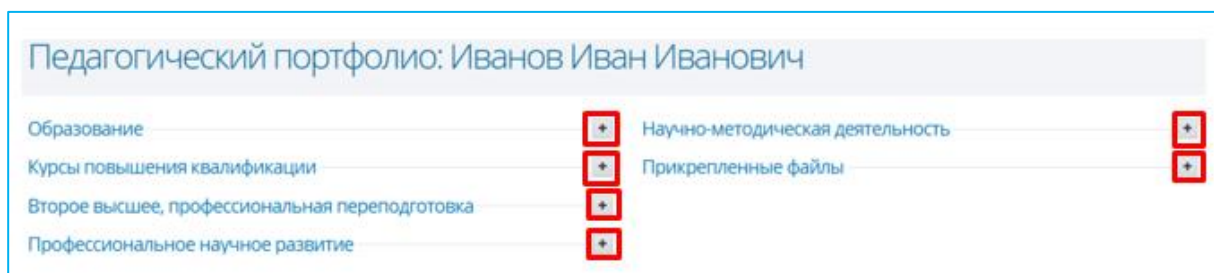 Педагогический портфолио: Иванов Иван Иванович
Образование +
Курсы повышения квалификации +
Второе высшее, профессиональная переподготовка +
Профессиональное научное развитие +
Научно-методическая деятельность +
Прикрепленные файлы +